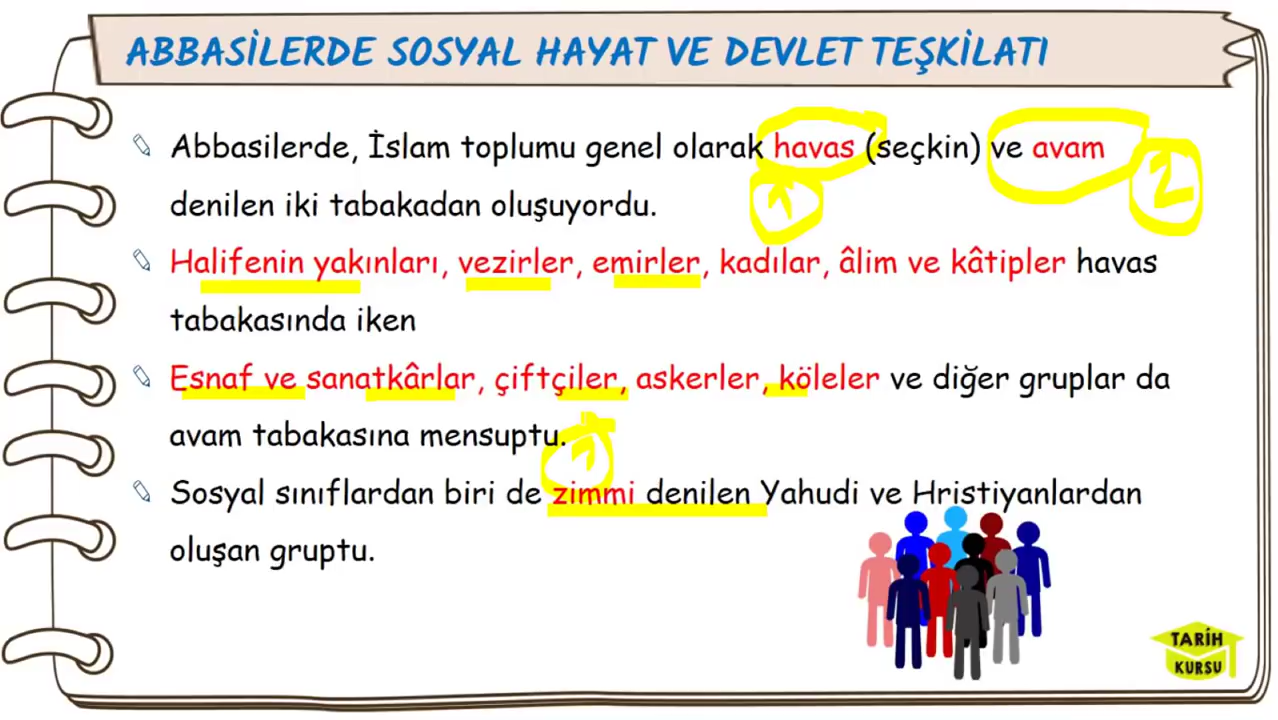 ABBASİLERDE SOSYAL HAYAT VE DEVLET TEŞKİLATI
Abbasilerde, İslam toplumu genel olarak havas (seçkin) ve avam
1
2
denilen iki tabakadan oluşuyordu.
Halifenin yakınları, vezirler, emirler, kadılar, âlim ve kâtipler havas
tabakasında iken
Esnaf ve sanatkârlar, çiftçiler, askerler, köleler ve diğer gruplar da
avam tabakasına mensuptu.
Sosyal sınıflardan biri de zimmi denilen Yahudi ve Hristiyanlardan
oluşan gruptu.
TARİH
KURSU